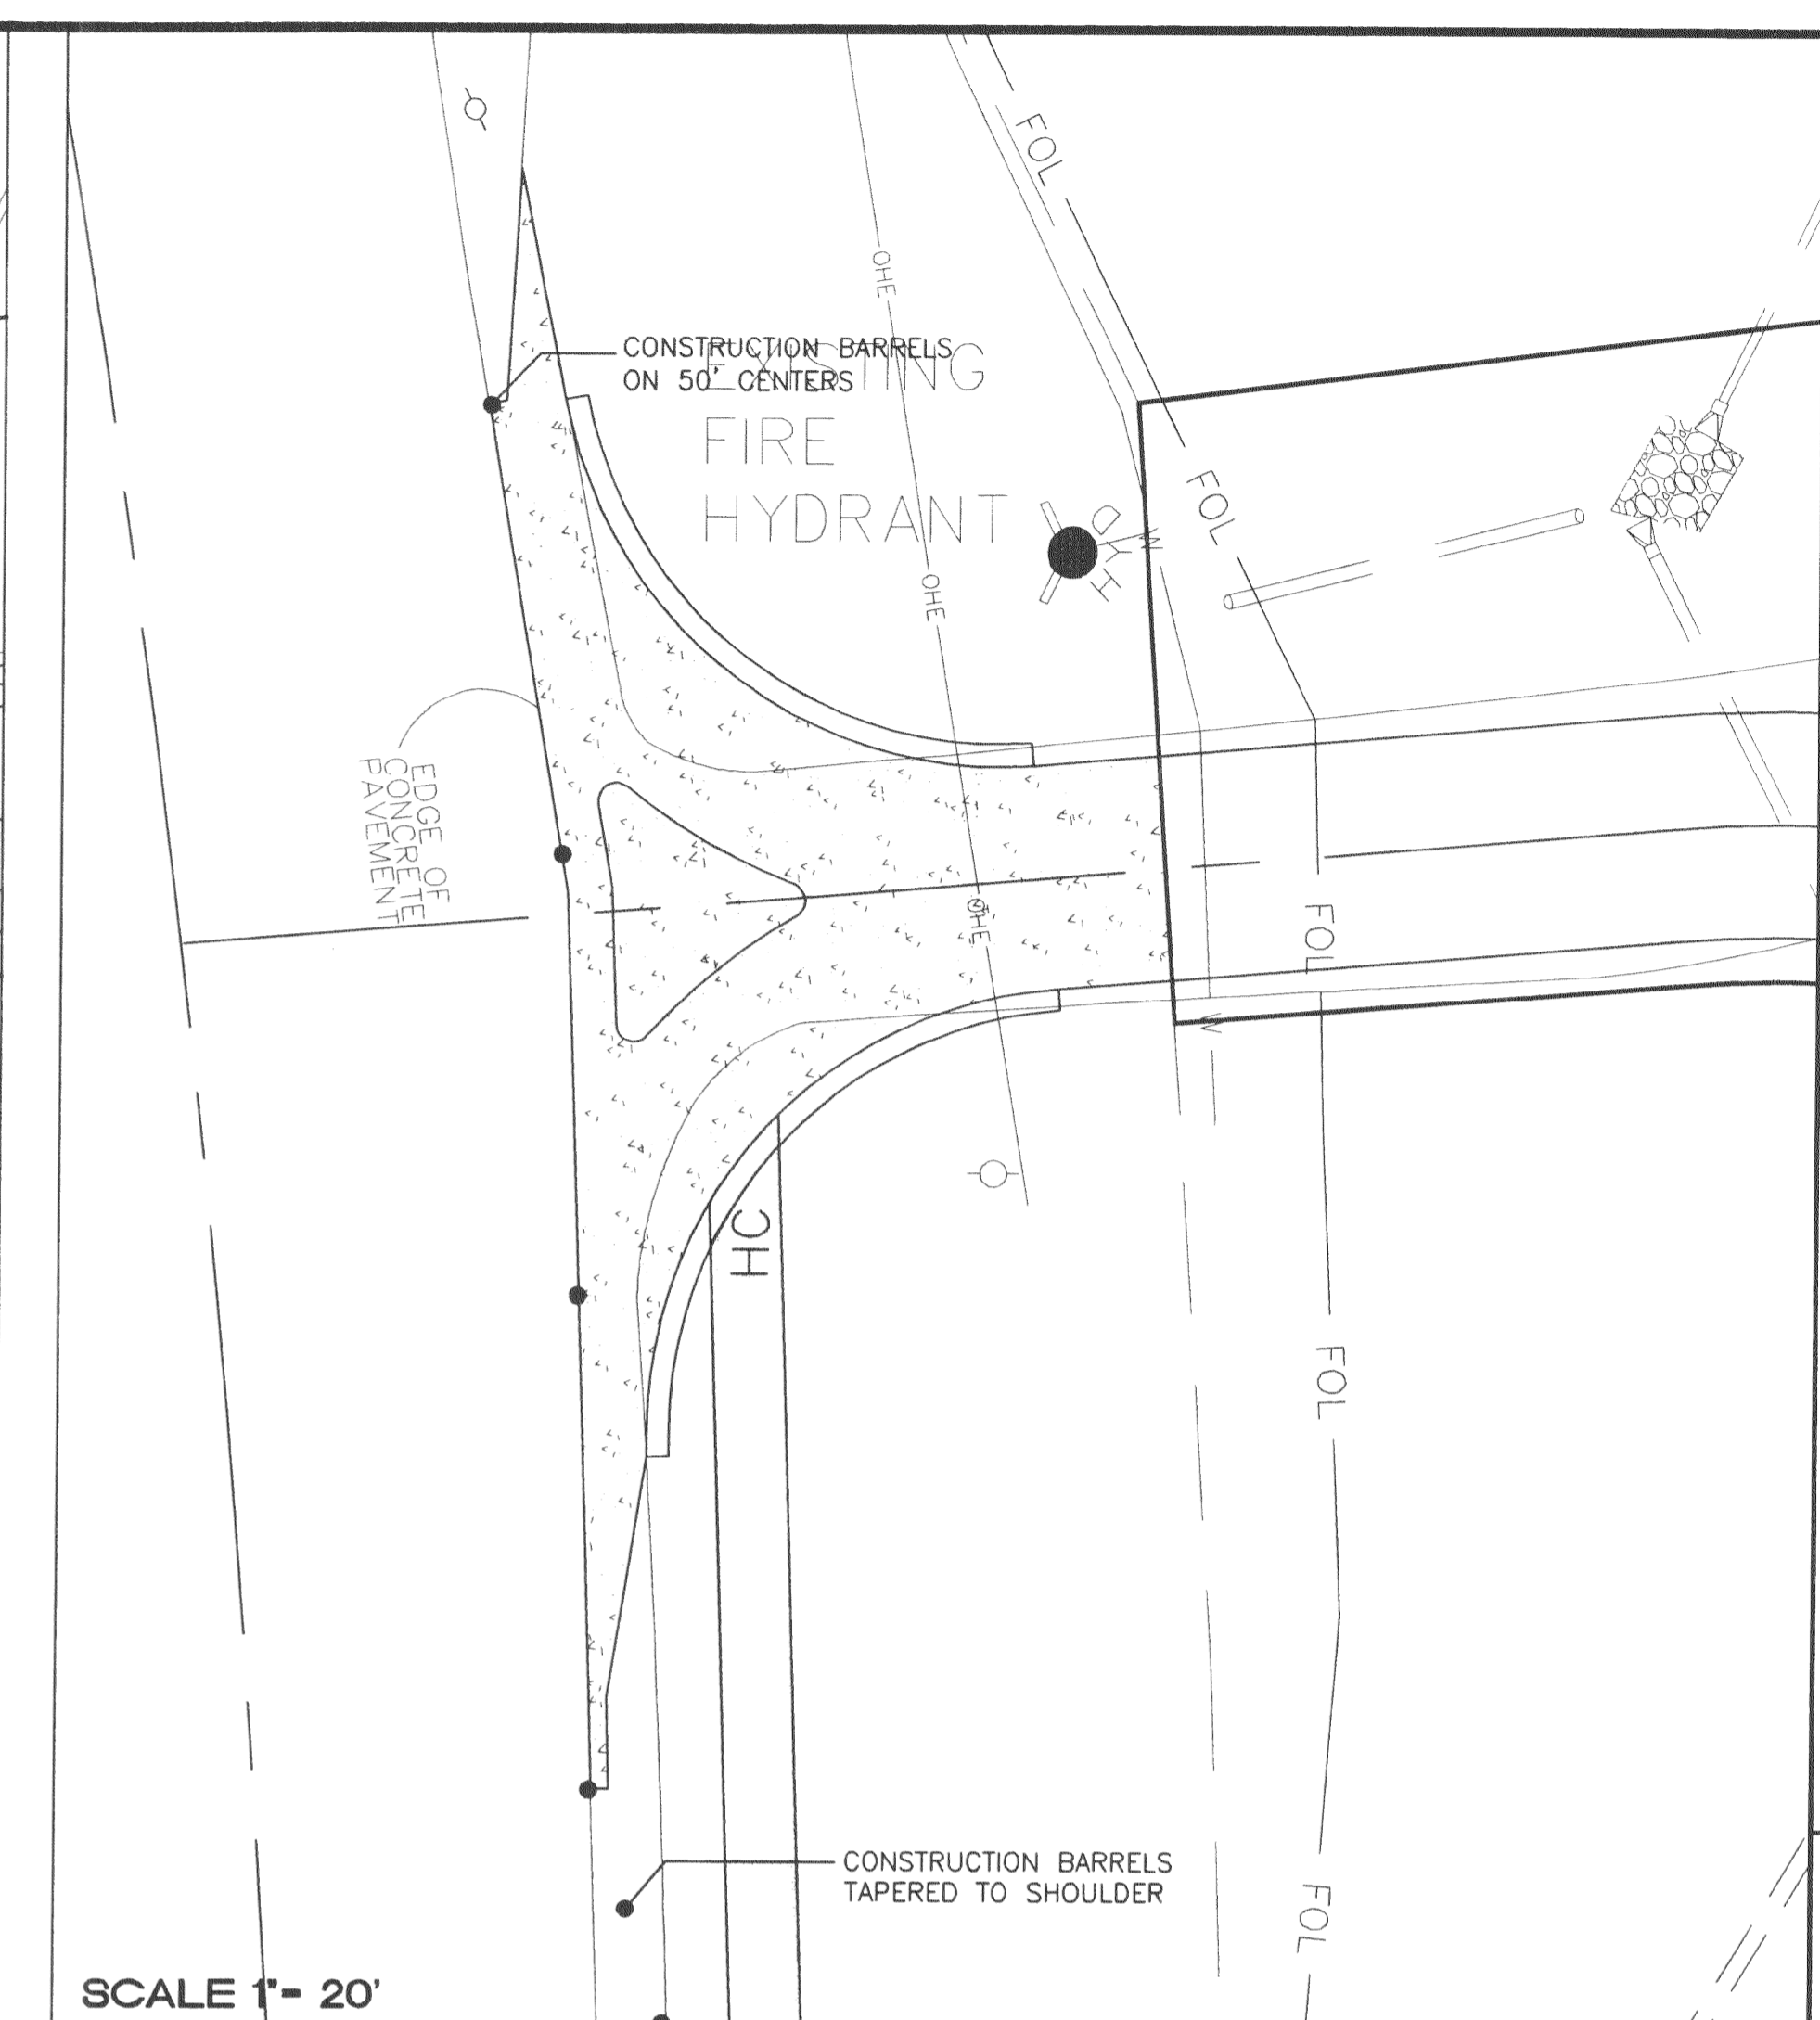 FOL
OHE
CONSTRUCTION BARRELS
ON 50' CENTERS
EXISTING
FIRE
HYDRANT
FOL
HYD
W
OHE
EDGE OF
CONCRETE
PAVEMENT
OHE
FOL
W
HC
FOL
CONSTRUCTION BARRELS
TAPERED TO SHOULDER
FOL
SCALE 1"= 20'